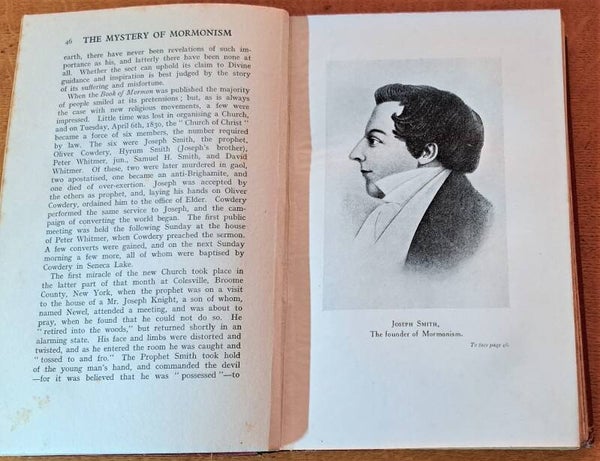 46 THE MYSTERY OF MORMONISM
earth, there have never been revelations of such im-
portance as his, and latterly there have been none at
all. Whether the sect can uphold its claim to Divine
guidance and inspiration is best judged by the story
of its suffering and misfortune.
When the Book of Mormon was published the majority
of people smiled at its pretensions; but, as is always
the case with new religious movements, a few were
impressed. Little time was lost in organising a Church,
and on Tuesday, April 6th, 1830, the "Church of Christ"
became a force of six members, the number required
by law. The six were Joseph Smith, the prophet,
Oliver Cowdery, Hyrum Smith (Joseph's brother),
Peter Whitmer, jun., Samuel H. Smith, and David
Whitmer. Of these, two were later murdered in gaol,
two apostatised, one became an anti-Brighamite, and
one died of over-exertion. Joseph was accepted by
the others as prophet, and, laying his hands on Oliver
Cowdery, ordained him to the office of Elder. Cowdery
performed the same service to Joseph, and the cam-
paign of converting the world began. The first public
meeting was held the following Sunday at the house
of Peter Whitmer, when Cowdery preached the sermon.
A few converts were gained, and on the next Sunday
morning a few more, all of whom were baptised by
Cowdery in Seneca Lake.
The first miracle of the new Church took place in
the latter part of that month at Colesville, Broome
County, New York, when the prophet was on a visit
to the house of a Mr. Joseph Knight, a son of whom,
named Newel, attended a meeting, and was about to
pray, when he found that he could not do so. He
"retired into the woods," but returned shortly in an
alarming state. His face and limbs were distorted and
twisted, and as he entered the room he was caught and
"tossed to and fro." The Prophet Smith took hold
of the young man's hand, and commanded the devil
—for it was believed that he was "possessed"—to
JOSEPH SMITH,
The founder of Mormonism.
To face page 46.